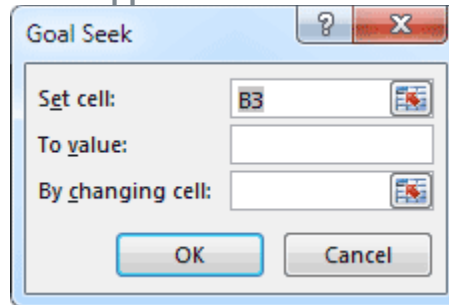 Goal Seek
Set cell: B3
To value:
By changing cell:
OK Cancel